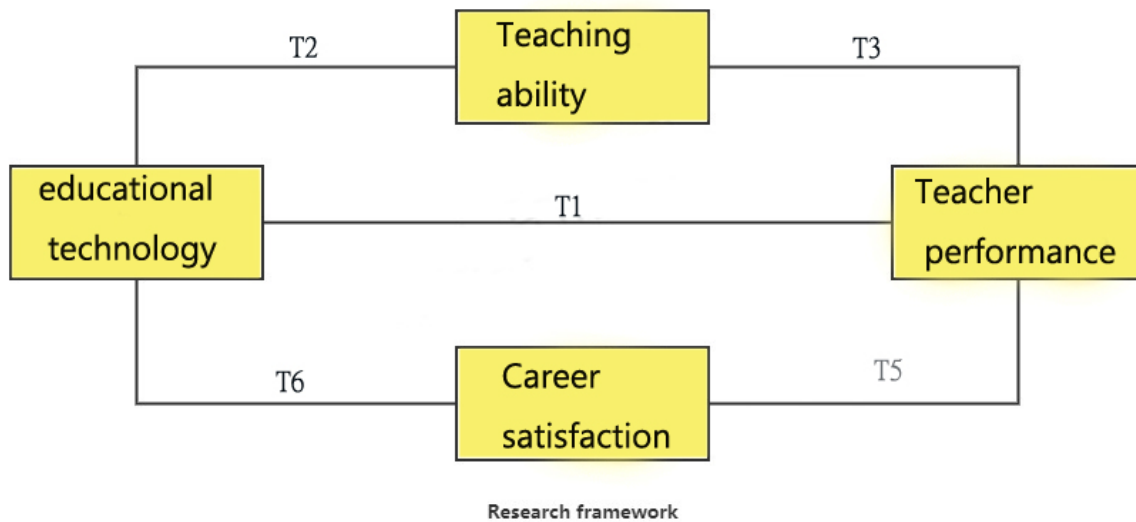 T2
Teaching
ability
T3
educational
technology
T1
Teacher
performance
T6
Career
satisfaction
T5
Research framework